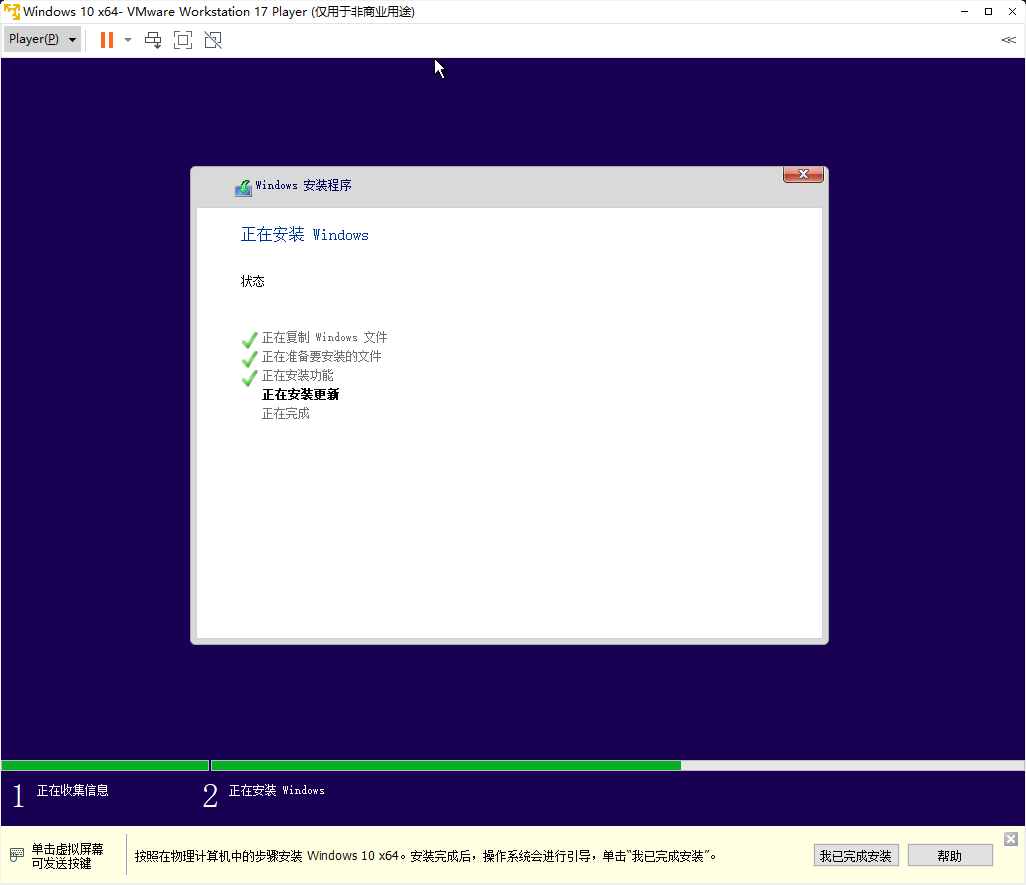 Windows 10 x64- VMware Workstation 17 Player (仅用于非商业用途)
Player(P)
Windows 安装程序
正在安装 Windows
状态
正在复制 Windows 文件
正在准备要安装的文件
正在安装功能
正在安装更新
正在完成
1 正在收集信息
2 正在安装 Windows
单击虚拟屏幕
可发送按键
按照在物理计算机中的步骤安装 Windows 10 x64。安装完成后，操作系统会进行引导，单击“我已完成安装”。
我已完成安装
帮助